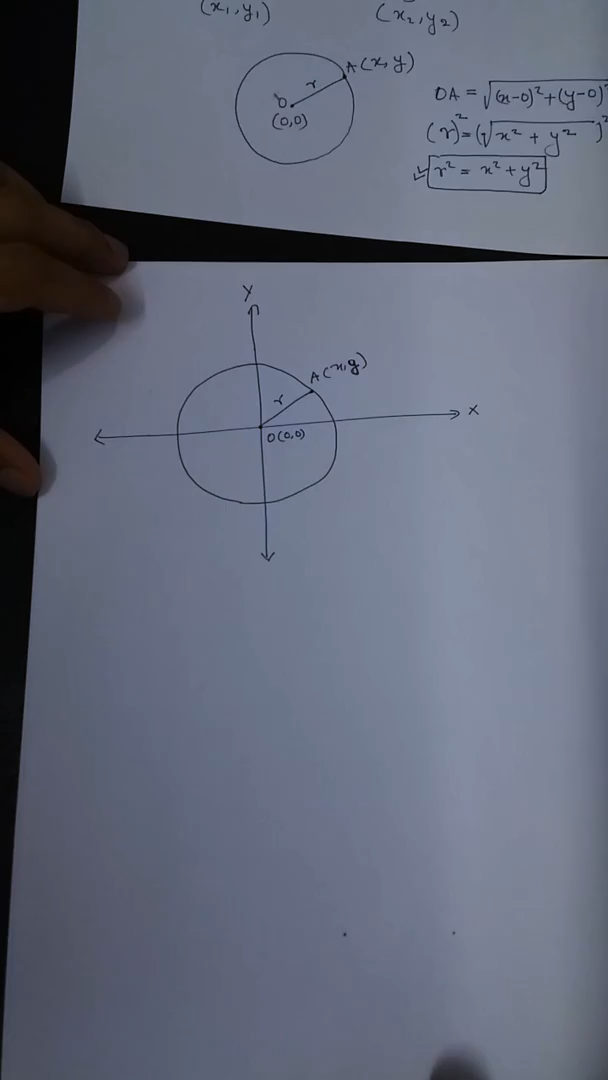 (x₁,y₁) (x₂,y₂)
A(x,y)
r
O
(0,0)
OA = √(x-0)²+(y-0)²
(r)² = (√x² + y²)²
r² = x² + y²
Y
A(x,y)
r
X
O(0,0)